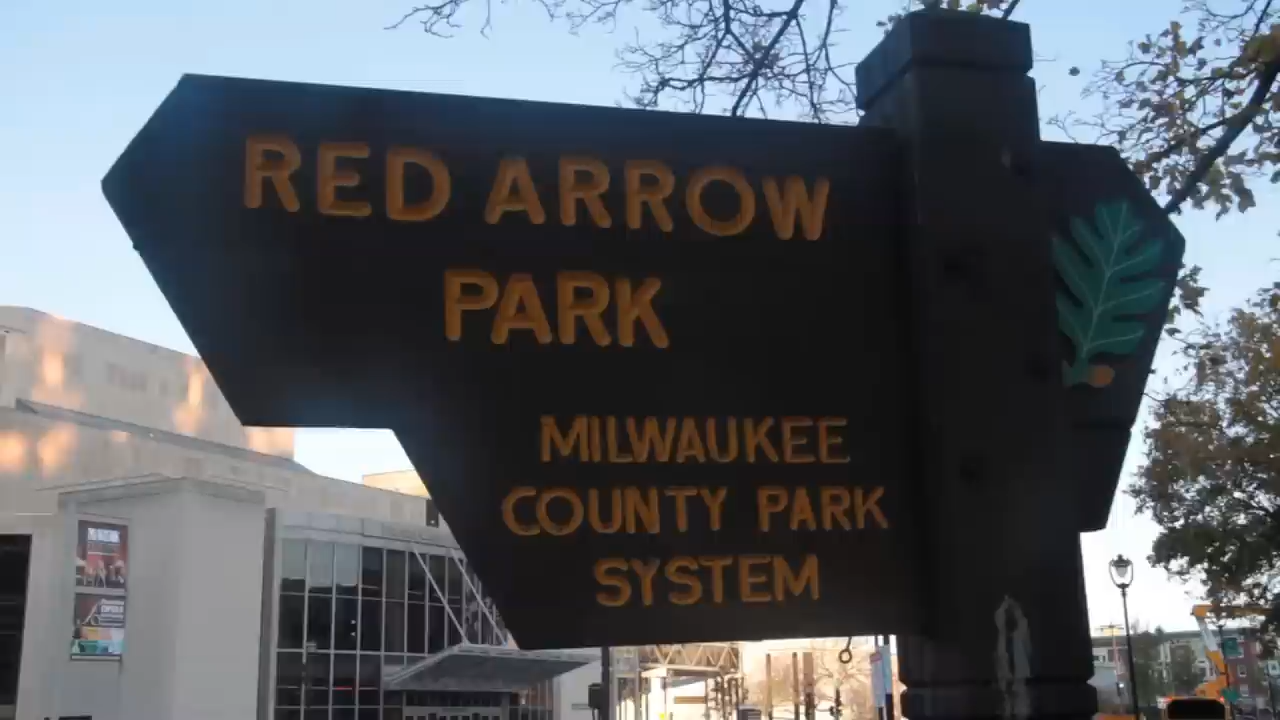 RED ARROW
PARK
MILWAUKEE
COUNTY PARK
SYSTEM